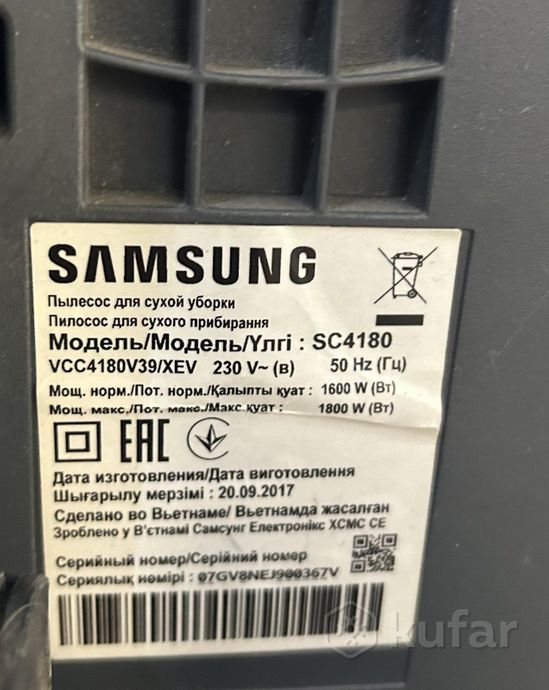 SAMSUNG
Пылесос для сухой уборки
Пилосос для сухого прибирання
Модель/Модель/Үлгі : SC4180
VCC4180V39/XEV 230 V~ (в) 50 Hz (Гц)
Мощ. норм./Пот. норм./Қалыпты қуат : 1600 W (Вт)
Мощ. макс./Пот. макс./Макс.қуат : 1800 W (Вт)
EAC
Дата изготовления/Дата виготовлення
Шығарылу мерзімі : 20.09.2017
Сделано во Вьетнаме/ Вьетнамда жасалған
Зроблено у В'єтнамі Самсунг Електронікс ХСМС СЕ
Серийный номер/Серійний номер
Сериялық нөмірі : 07GV8NEJ900367V
kufar